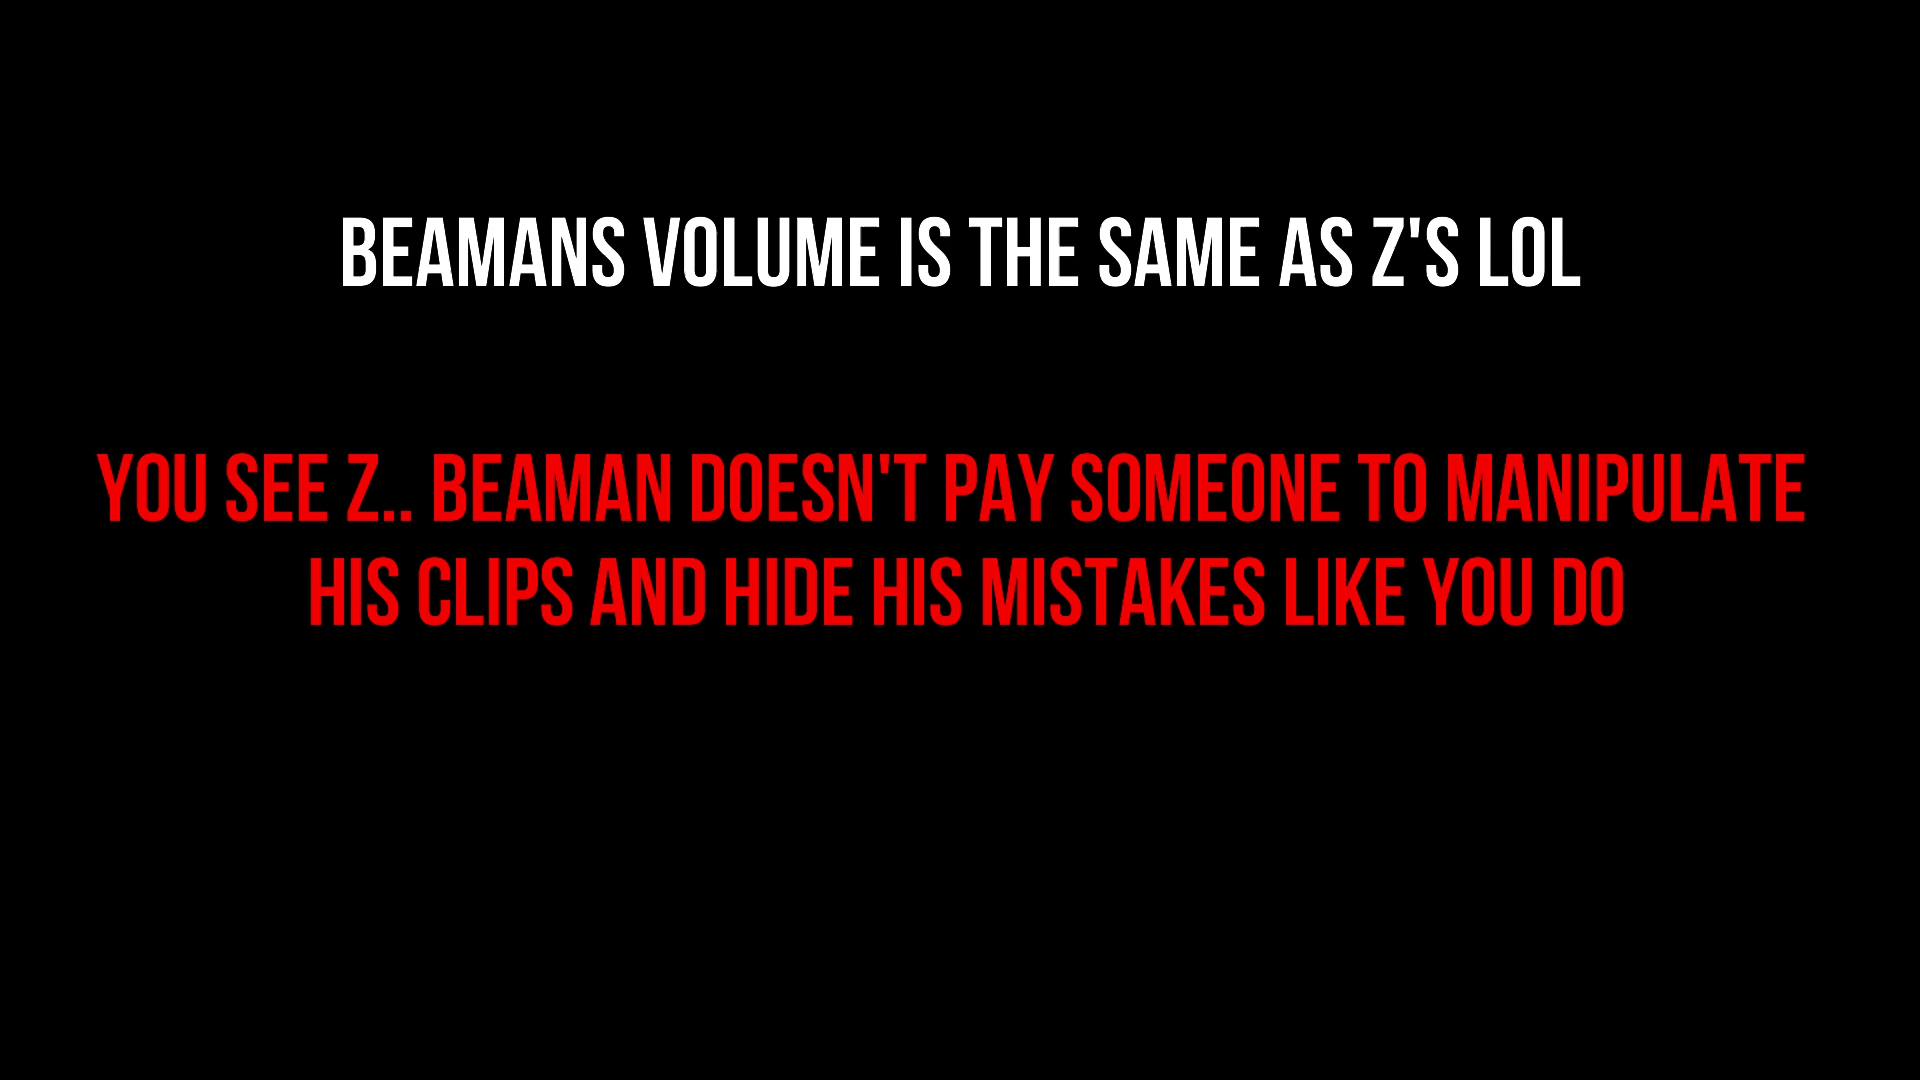 BEAMANS VOLUME IS THE SAME AS Z'S LOL
YOU SEE Z.. BEAMAN DOESN'T PAY SOMEONE TO MANIPULATE
HIS CLIPS AND HIDE HIS MISTAKES LIKE YOU DO